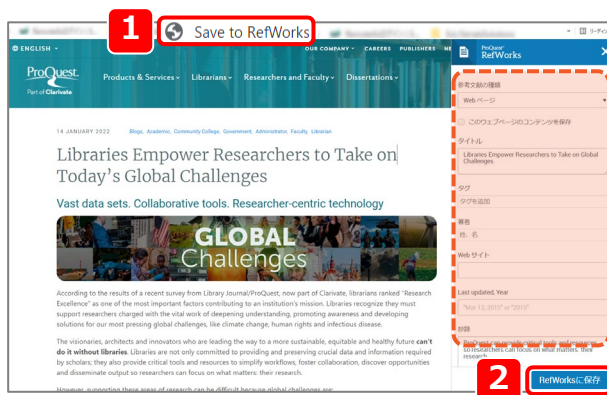 1
Save to RefWorks
ENGLISH
OUR COMPANY CAREERS PUBLISHERS
ProQuest
Part of Clarivate
Products & Services
Librarians
Researchers and Faculty
Dissertations
14 JANUARY 2022 Blogs, Academic, Community College, Government, Administrator, Faculty, Librarian
Libraries Empower Researchers to Take on
Today's Global Challenges
Vast data sets. Collaborative tools. Researcher-centric technology
GLOBAL
Challenges
According to the results of a recent survey from Library Journal/ProQuest, now part of Clarivate, librarians ranked "Research
Excellence" as one of the most important factors contributing to an institution's mission. Libraries recognize they must
support researchers charged with the vital work of deepening understanding, promoting awareness and developing
solutions for our most pressing global challenges, like climate change, human rights and infectious disease.
The visionaries, architects and innovators who are leading the way to a more sustainable, equitable and healthy future can't
do it without libraries. Libraries are not only committed to providing and preserving crucial data and information required
by scholars; they also provide critical tools and resources to simplify workflows, foster collaboration, discover opportunities
and disseminate output so researchers can focus on what matters: their research.
However, supporting these areas of research can be difficult because global challenges are:
ProQuest
RefWorks
参考文献の種類
Web ページ
このウェブページのコンテンツを保存
タイトル
Libraries Empower Researchers to Take on Global
Challenges
タグ
タグを追加
著者
姓、名
Web サイト
Last updated, Year
"Mar 12, 2015" or "2015"
抄録
ProQuest can provide critical tools and resources
so researchers can focus on what matters: their
research
2
RefWorksに保存